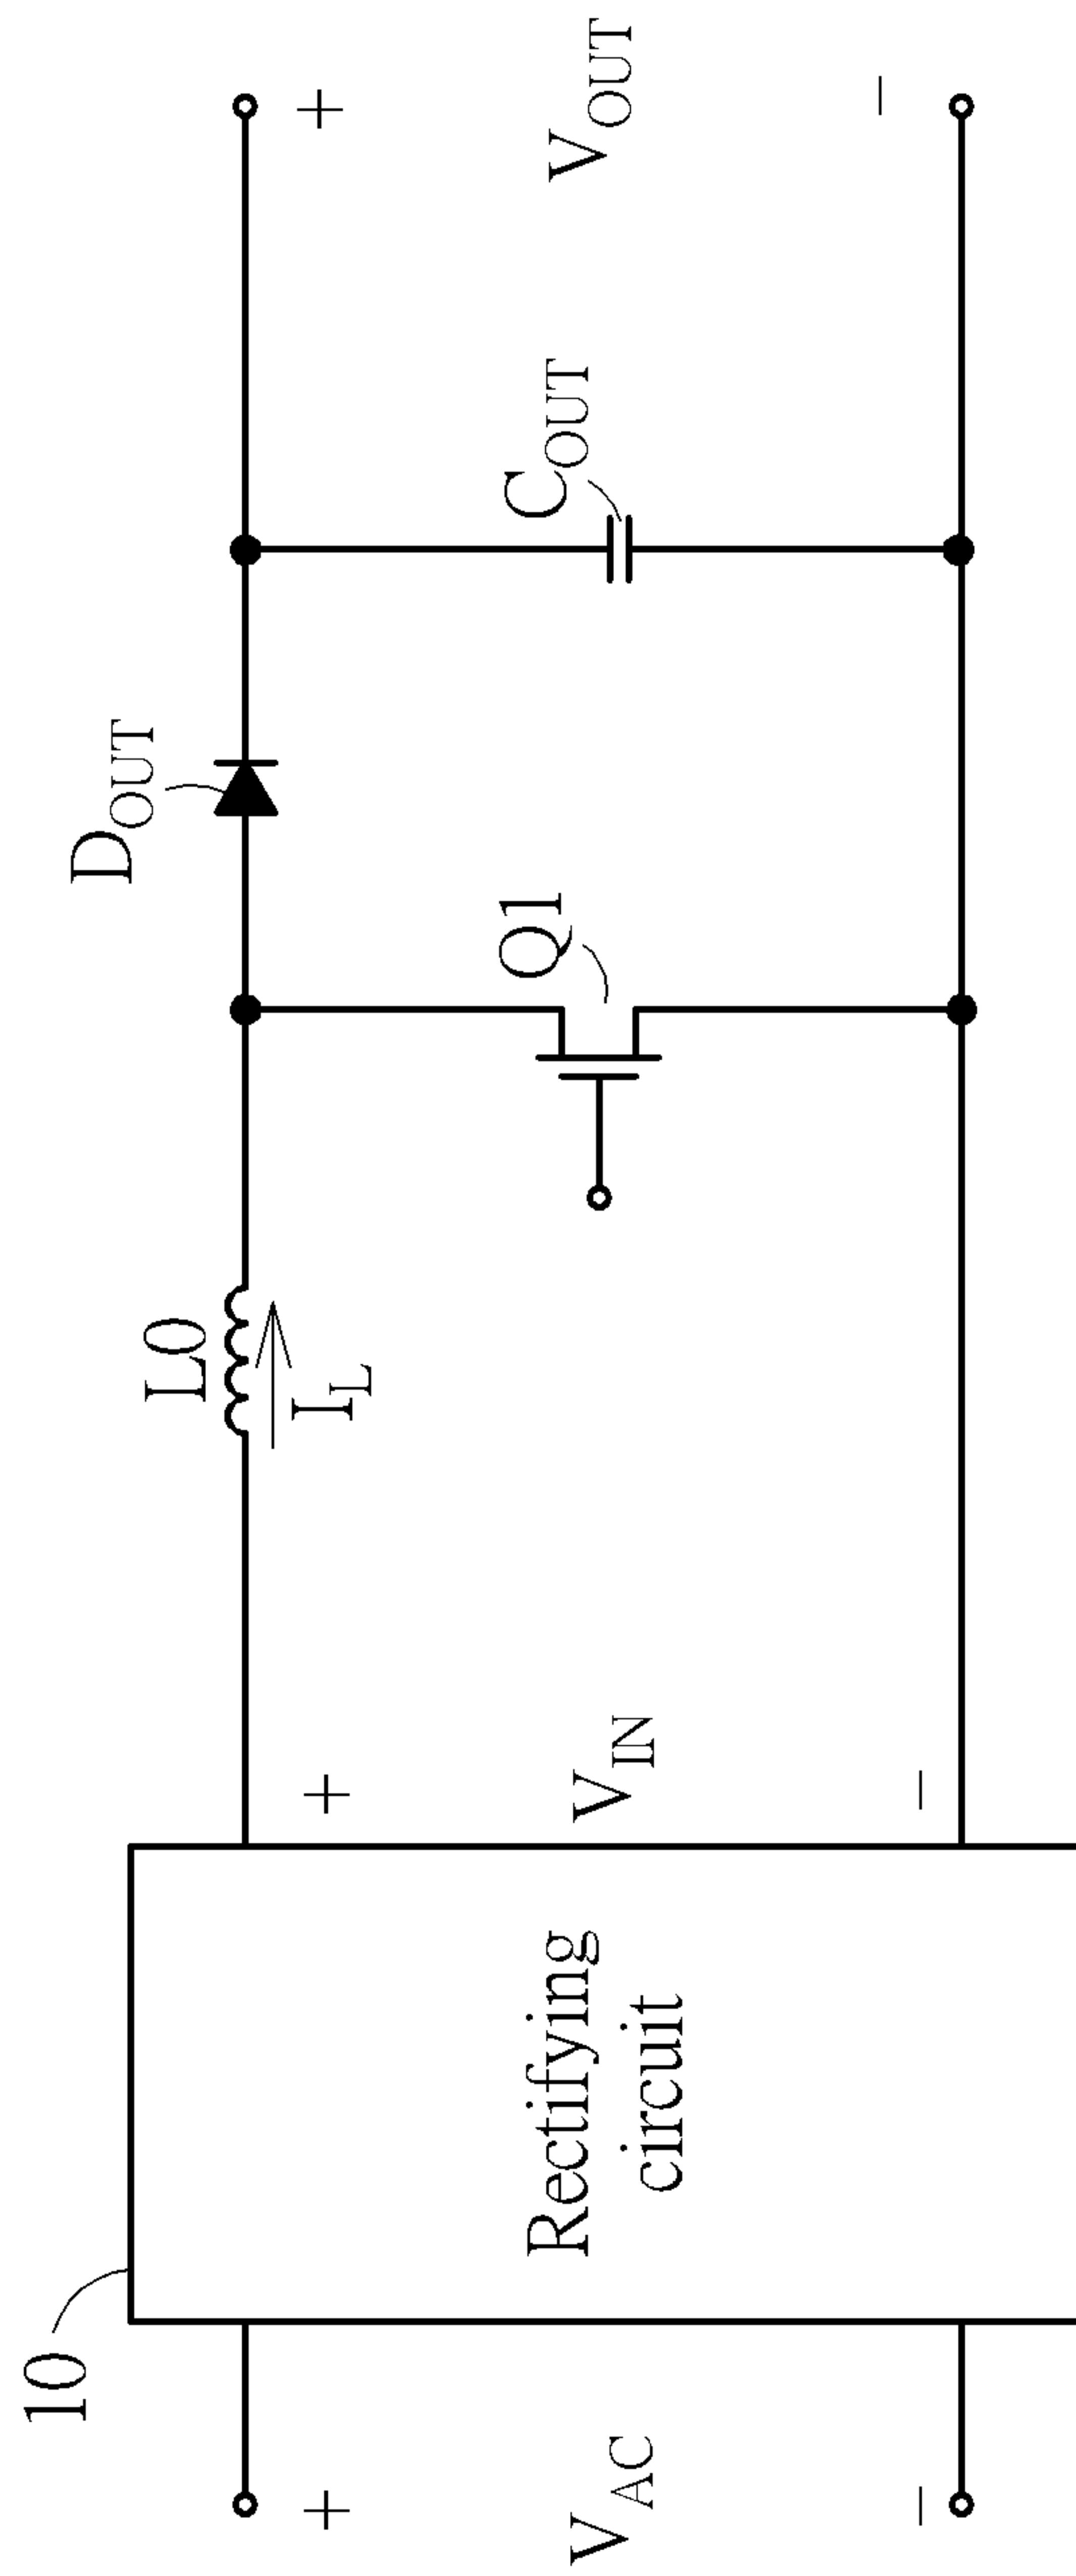 10
V_AC
+
−
Rectifying
circuit
+
V_IN
−
L0
I_L
Q1
D_OUT
C_OUT
+
V_OUT
−